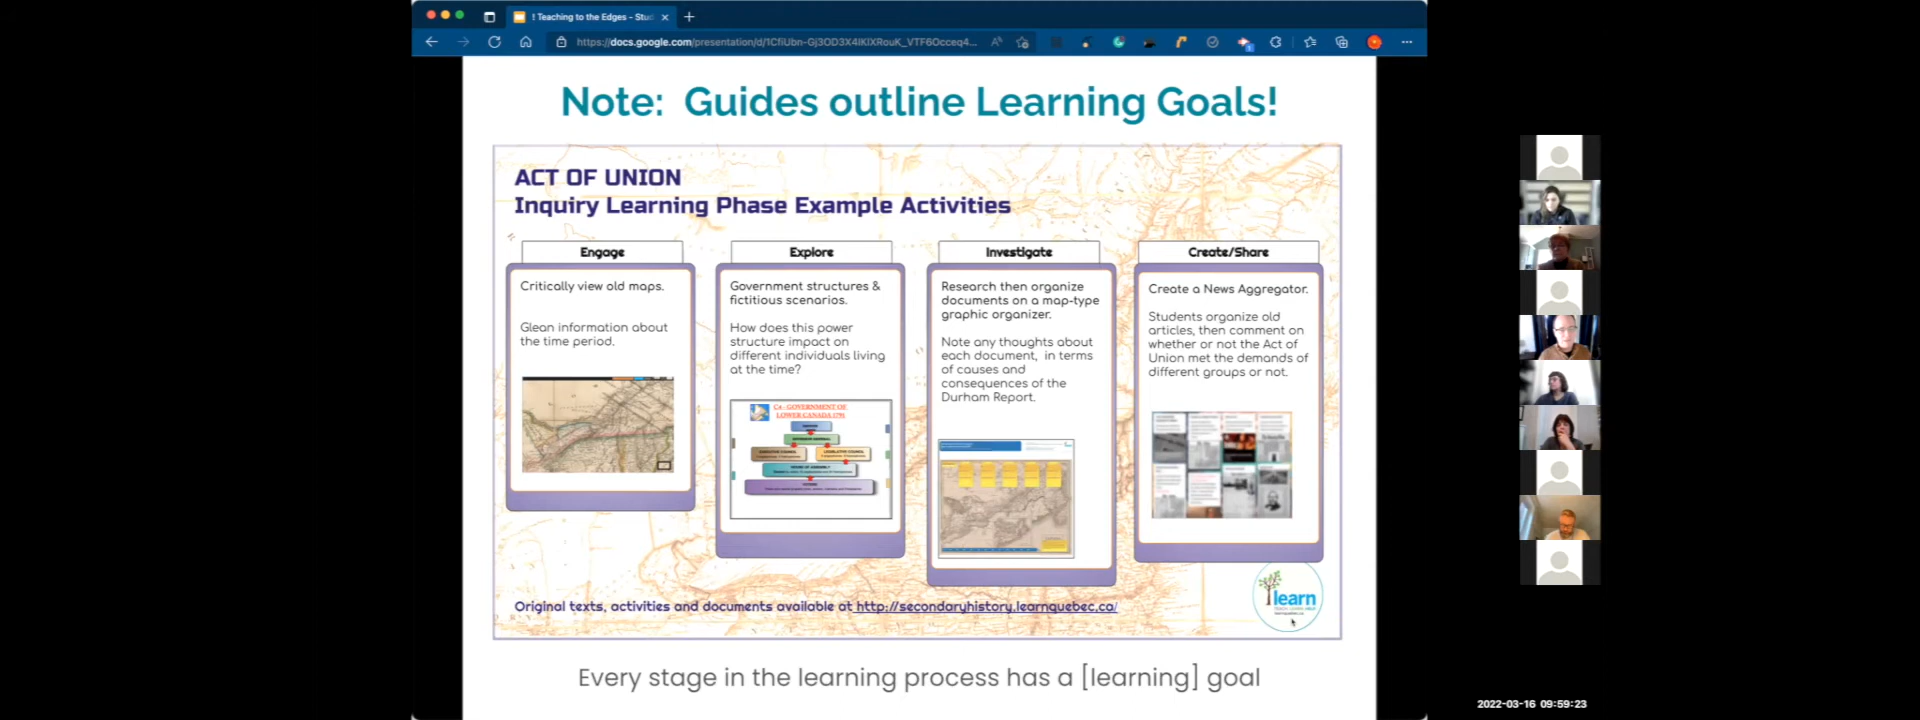 ! Teaching to the Edges - Stud
https://docs.google.com/presentation/d/
Note: Guides outline Learning Goals!
ACT OF UNION
Inquiry Learning Phase Example Activities
Engage
Critically view old maps.
Glean information about
the time period.
Explore
Government structures &
fictitious scenarios.
How does this power
structure impact on
different individuals living
at the time?
C4 - GOVERNMENT OF
LOWER CANADA 1791
Investigate
Research then organize
documents on a map-type
graphic organizer.
Note any thoughts about
each document, in terms
of causes and
consequences of the
Durham Report.
Create/Share
Create a News Aggregator.
Students organize old
articles, then comment on
whether or not the Act of
Union met the demands of
different groups or not.
Original texts, activities and documents available at http://secondaryhistory.learnquebec.ca/
learn
Every stage in the learning process has a [learning] goal
2022-03-16 09:59:23